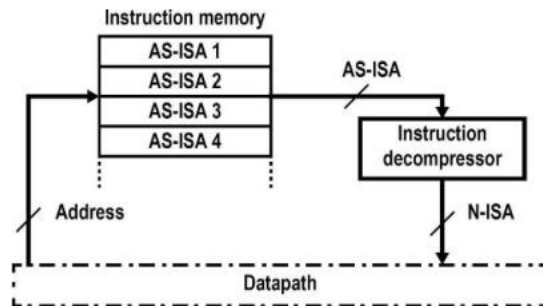 Instruction memory
AS-ISA 1
AS-ISA 2
AS-ISA 3
AS-ISA 4
AS-ISA
Instruction
decompressor
Address
N-ISA
Datapath